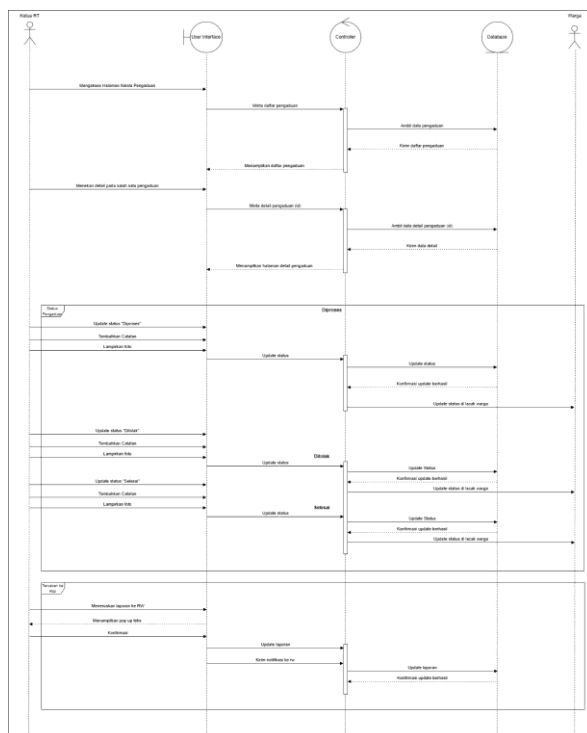 Ketua RT
User Interface
Controller
Database
Warga
Mengakses Halaman Kelola Pengaduan
Minta daftar pengaduan
Ambil data pengaduan
Kirim daftar pengaduan
Menampilkan daftar pengaduan
Menekan detail pada salah satu pengaduan
Minta detail pengaduan (id)
Ambil data detail pengaduan (id)
Kirim data detail
Menampilkan halaman detail pengaduan
Status
Pengaduan
Diproses
Update status "Diproses"
Tambahkan Catatan
Lampirkan foto
Update status
Update status
Konfirmasi update berhasil
Update status di lacak warga
Update status "Ditolak"
Tambahkan Catatan
Lampirkan foto
Ditolak
Update status
Update Status
Konfirmasi update berhasil
Update status di lacak warga
Update status "Selesai"
Tambahkan Catatan
Lampirkan foto
Selesai
Update status
Update Status
Konfirmasi update berhasil
Update status di lacak warga
Teruskan ke
RW
Meneruskan laporan ke RW
Menampilkan pop up
Konfirmasi
Update laporan
Kirim notifikasi ke rw
Update laporan
Konfirmasi update berhasil